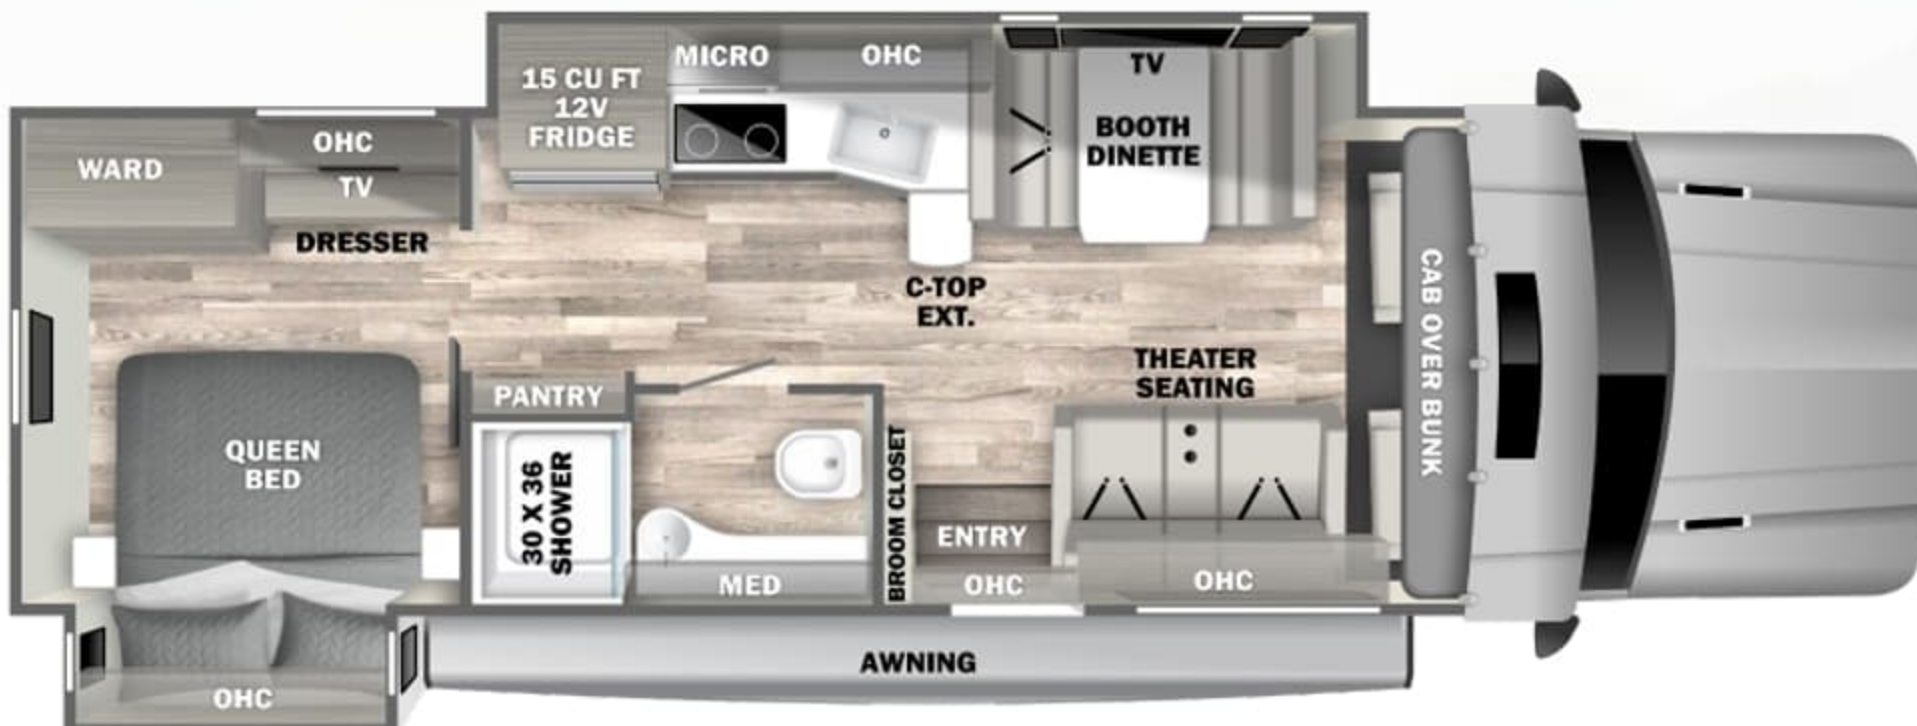 MICRO
OHC
15 CU FT
12V
FRIDGE
TV
BOOTH
DINETTE
WARD
OHC
TV
DRESSER
C-TOP
EXT.
CAB OVER BUNK
THEATER
SEATING
PANTRY
QUEEN
BED
30 X 36
SHOWER
BROOM CLOSET
ENTRY
MED
OHC
OHC
AWNING
OHC